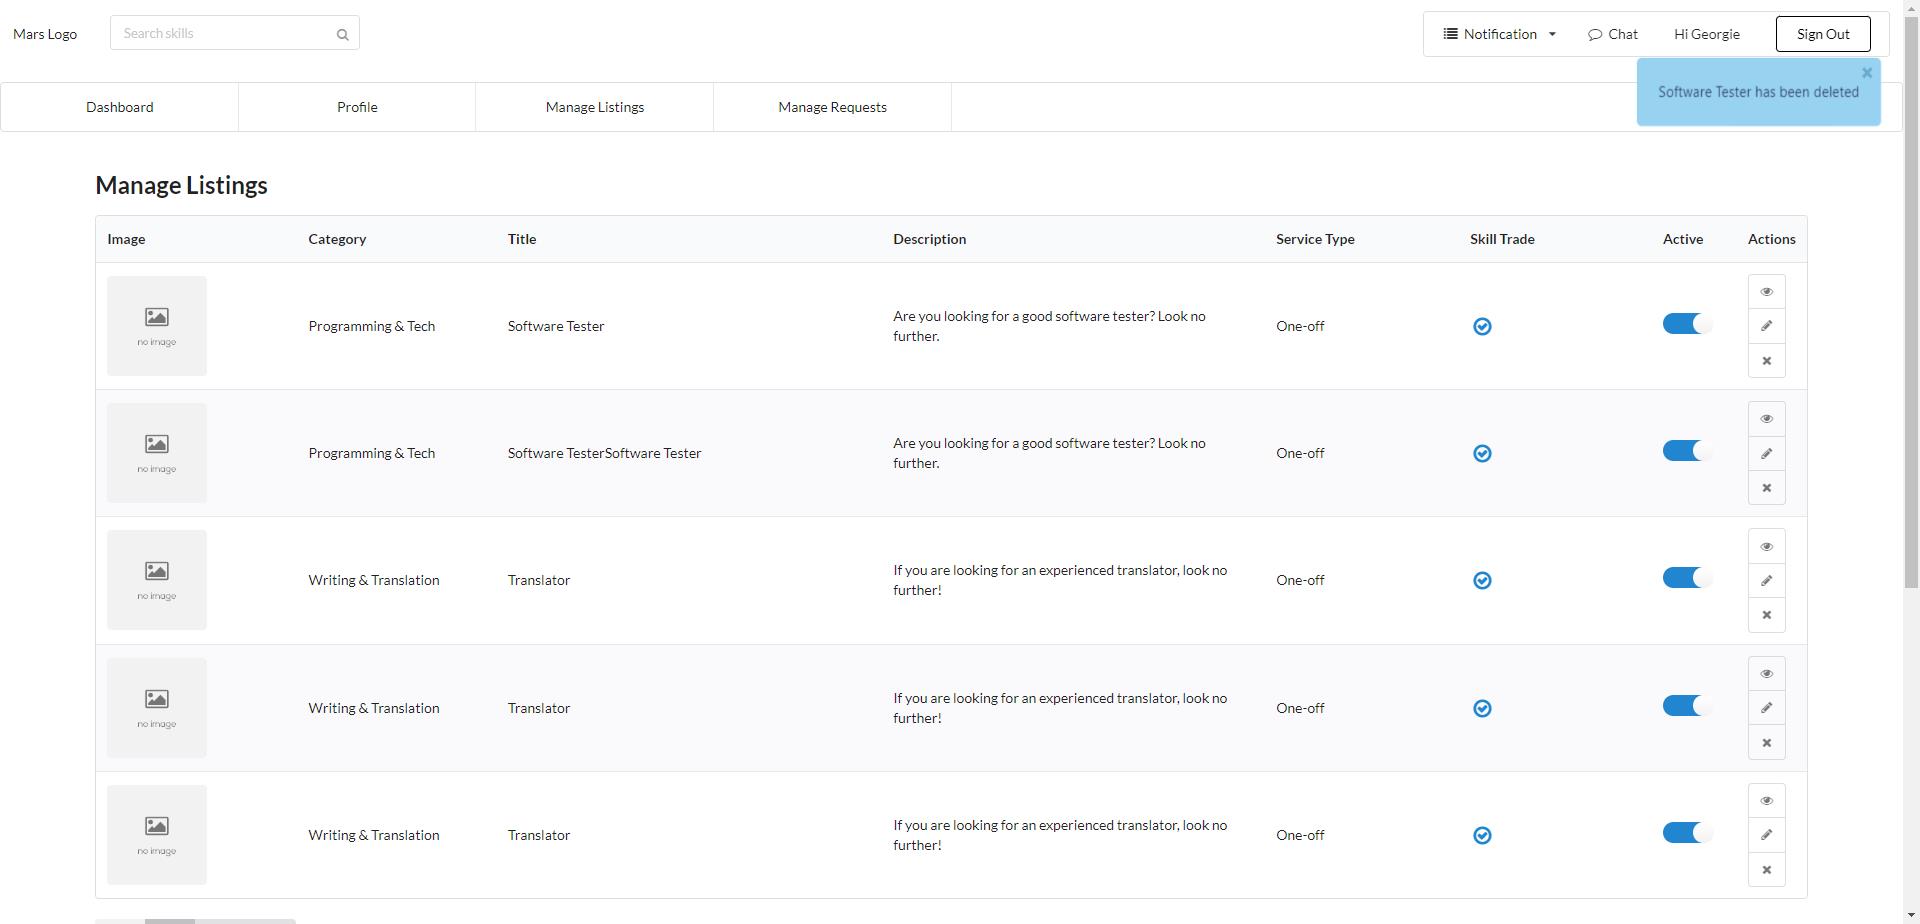 Mars Logo
Search skills
Notification
Chat
Hi Georgie
Sign Out
Software Tester has been deleted
Dashboard
Profile
Manage Listings
Manage Requests
Manage Listings
Image Category Title Description Service Type Skill Trade Active Actions
no image
Programming & Tech
Software Tester
Are you looking for a good software tester? Look no
further.
One-off
no image
Programming & Tech
Software TesterSoftware Tester
Are you looking for a good software tester? Look no
further.
One-off
no image
Writing & Translation
Translator
If you are looking for an experienced translator, look no
further!
One-off
no image
Writing & Translation
Translator
If you are looking for an experienced translator, look no
further!
One-off
no image
Writing & Translation
Translator
If you are looking for an experienced translator, look no
further!
One-off